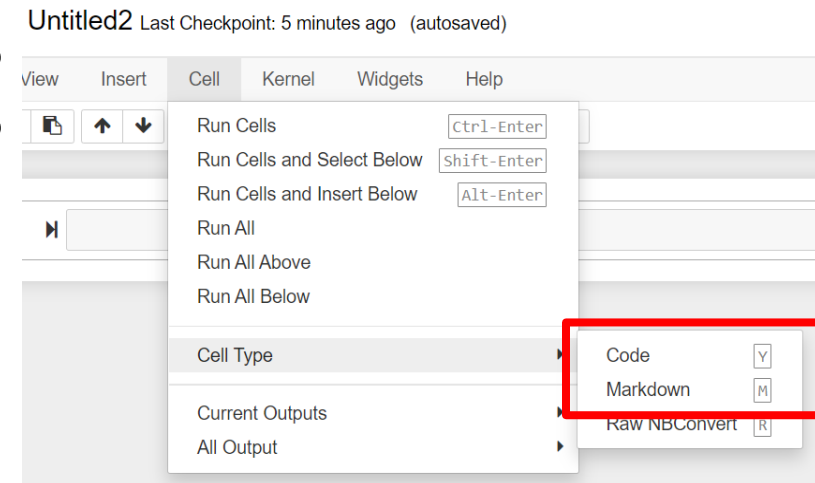 Untitled2 Last Checkpoint: 5 minutes ago (autosaved)
View Insert Cell Kernel Widgets Help
Run Cells Ctrl-Enter
Run Cells and Select Below Shift-Enter
Run Cells and Insert Below Alt-Enter
Run All
Run All Above
Run All Below
Cell Type
Code Y
Markdown M
Raw NBConvert R
Current Outputs
All Output